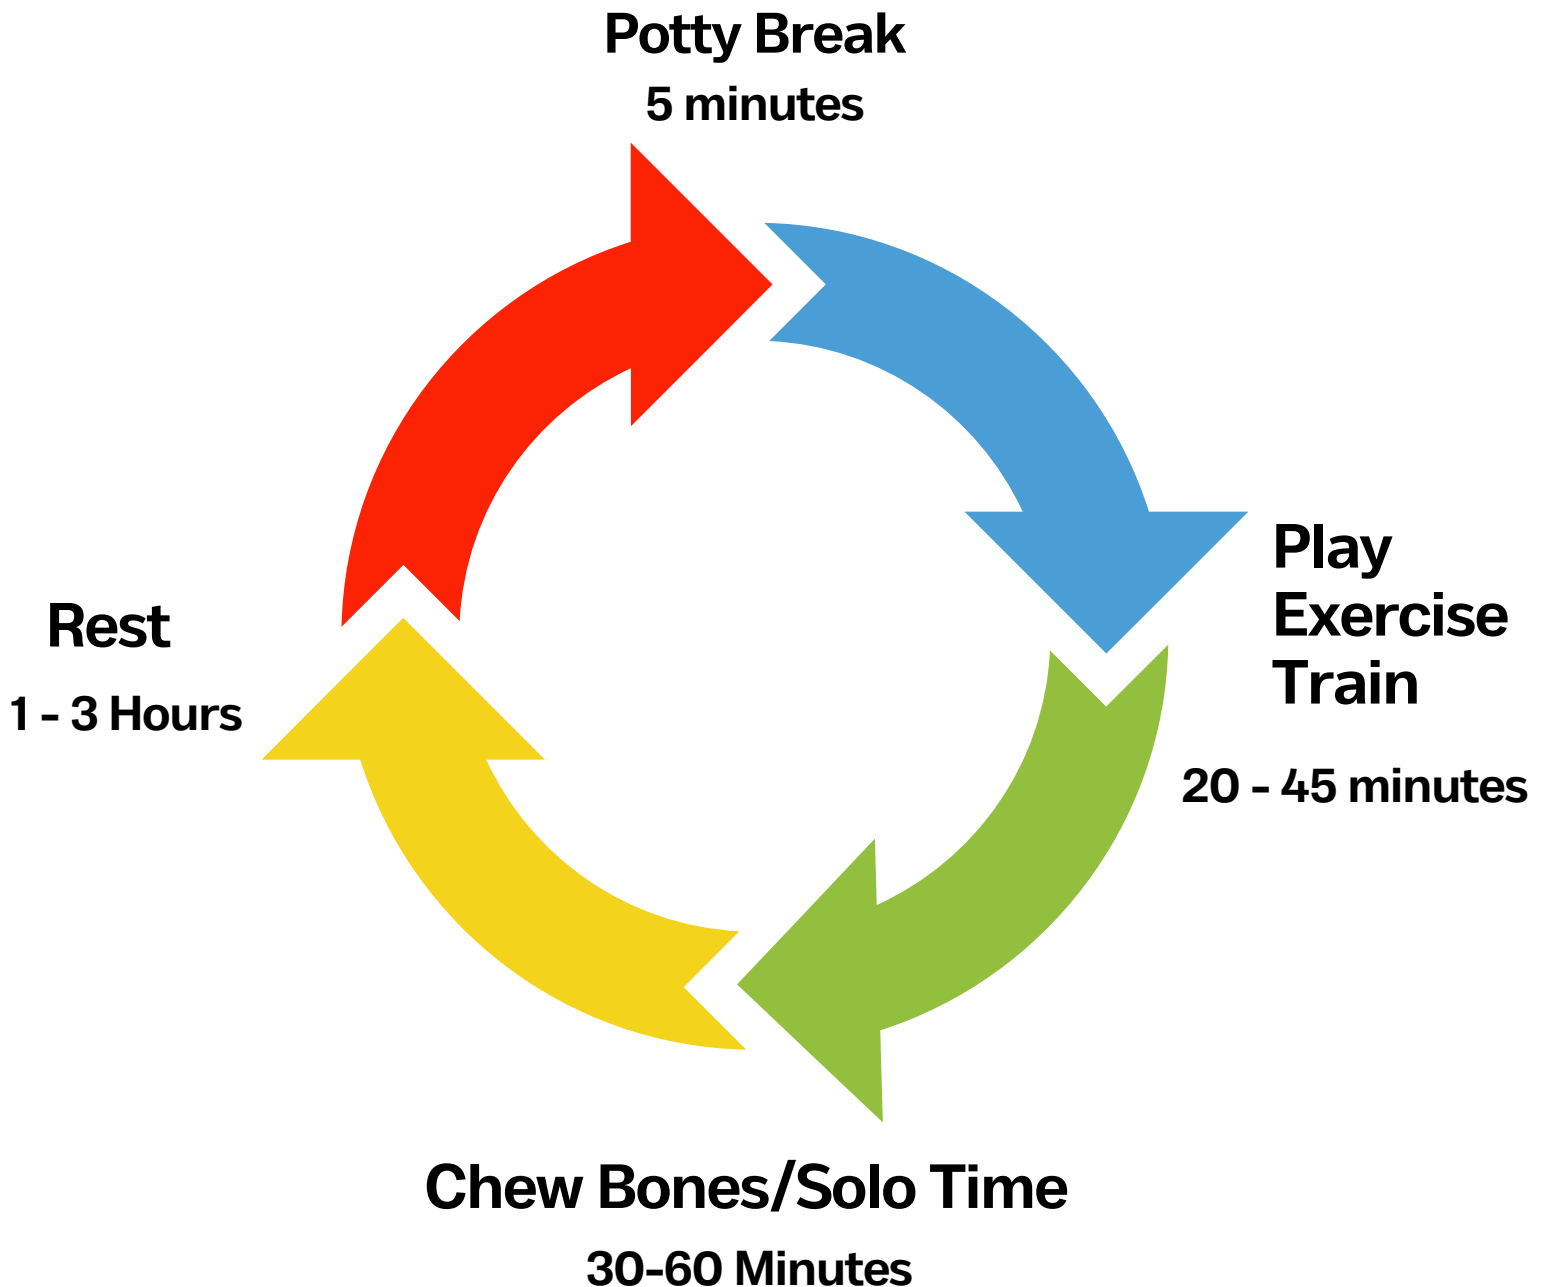 Potty Break
5 minutes
Play
Exercise
Train
20 - 45 minutes
Chew Bones/Solo Time
30-60 Minutes
Rest
1 - 3 Hours